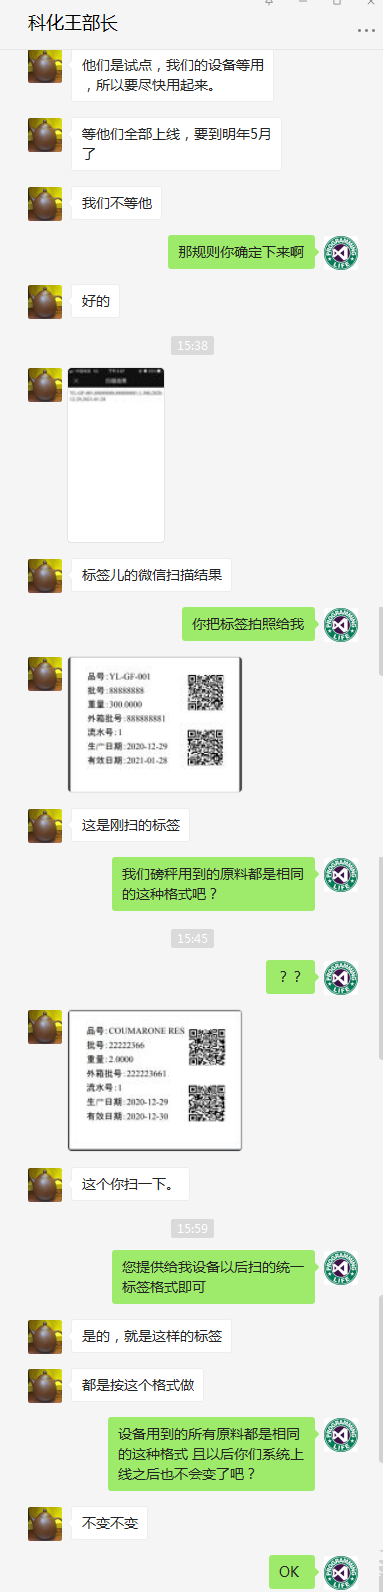 科化王部长
他们是试点，我们的设备等用
，所以要尽快用起来。
等他们全部上线，要到明年5月
了
我们不等他
那规则你确定下来啊
好的
15:38
标签儿的微信扫描结果
你把标签拍照给我
品号:YL-GF-001
批号:88888888
重量:300.0000
外箱批号:888888881
流水号:1
生产日期:2020-12-29
有效日期:2021-01-28
这是刚扫的标签
我们磅秤用到的原料都是相同
的这种格式吧？
15:45
？？
品号:COUMARONE RES
批号:22222366
重量:2.0000
外箱批号:222223661
流水号:1
生产日期:2020-12-29
有效日期:2020-12-30
这个你扫一下。
15:59
您提供给我设备以后扫的统一
标签格式即可
是的，就是这样的标签
都是按这个格式做
设备用到的所有原料都是相同
的这种格式 且以后你们系统上
线之后也不会变了吧？
不变不变
OK
PROGRAMMING
LIFE